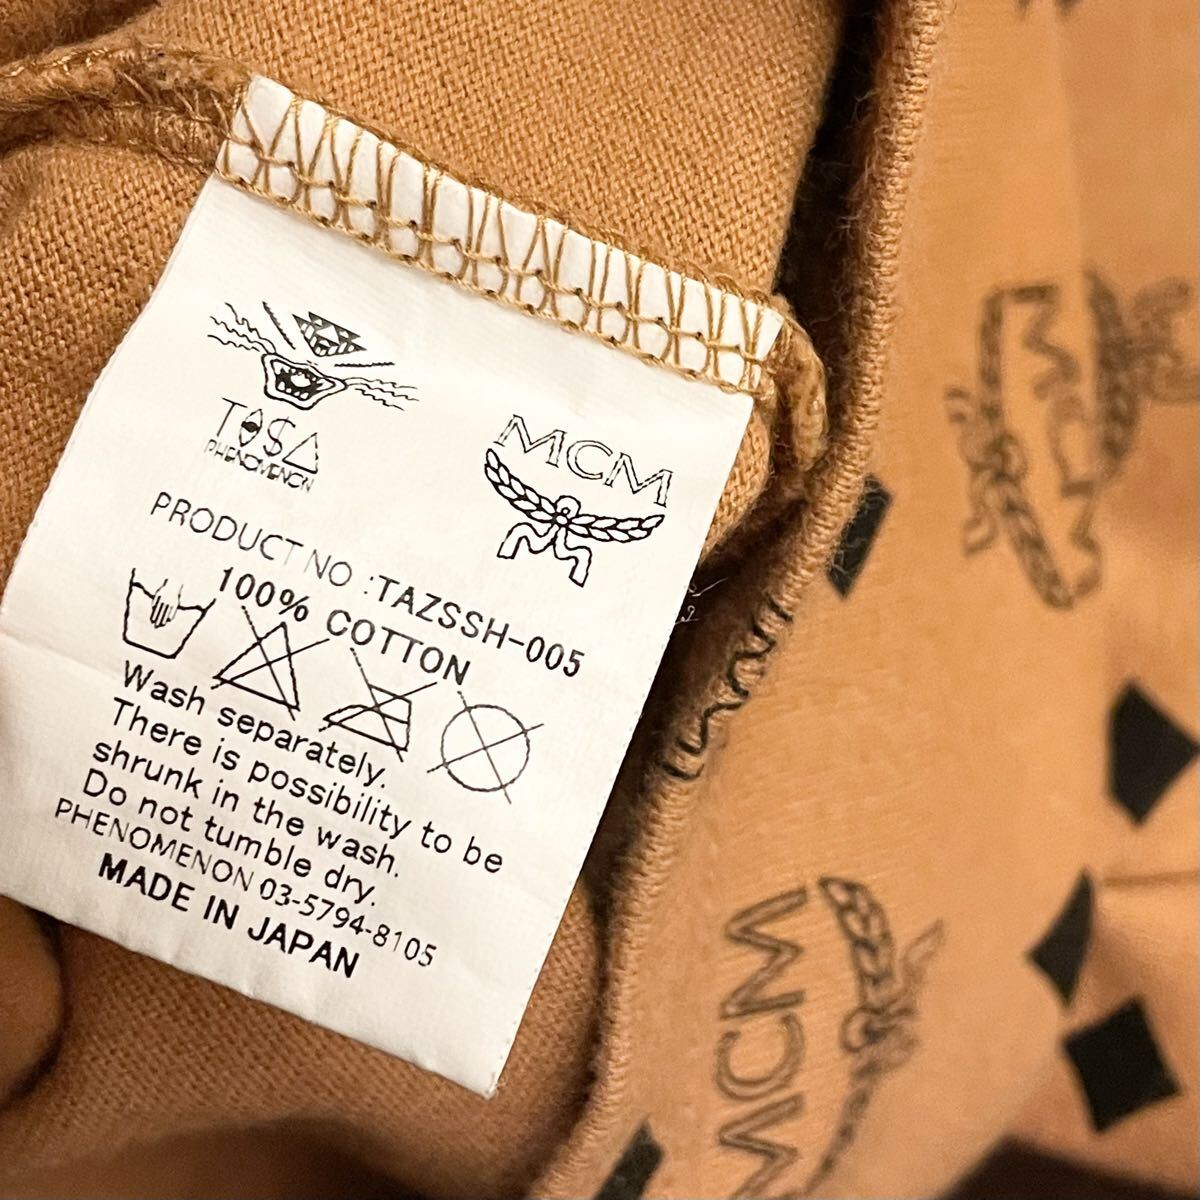 TO$A
PHENOMENON
MCM
PRODUCT NO :TAZSSH-005
100% COTTON
Wash separately.
There is possibility to be
shrunk in the wash.
Do not tumble dry.
PHENOMENON 03-5794-8105
MADE IN JAPAN
MCM
MCM